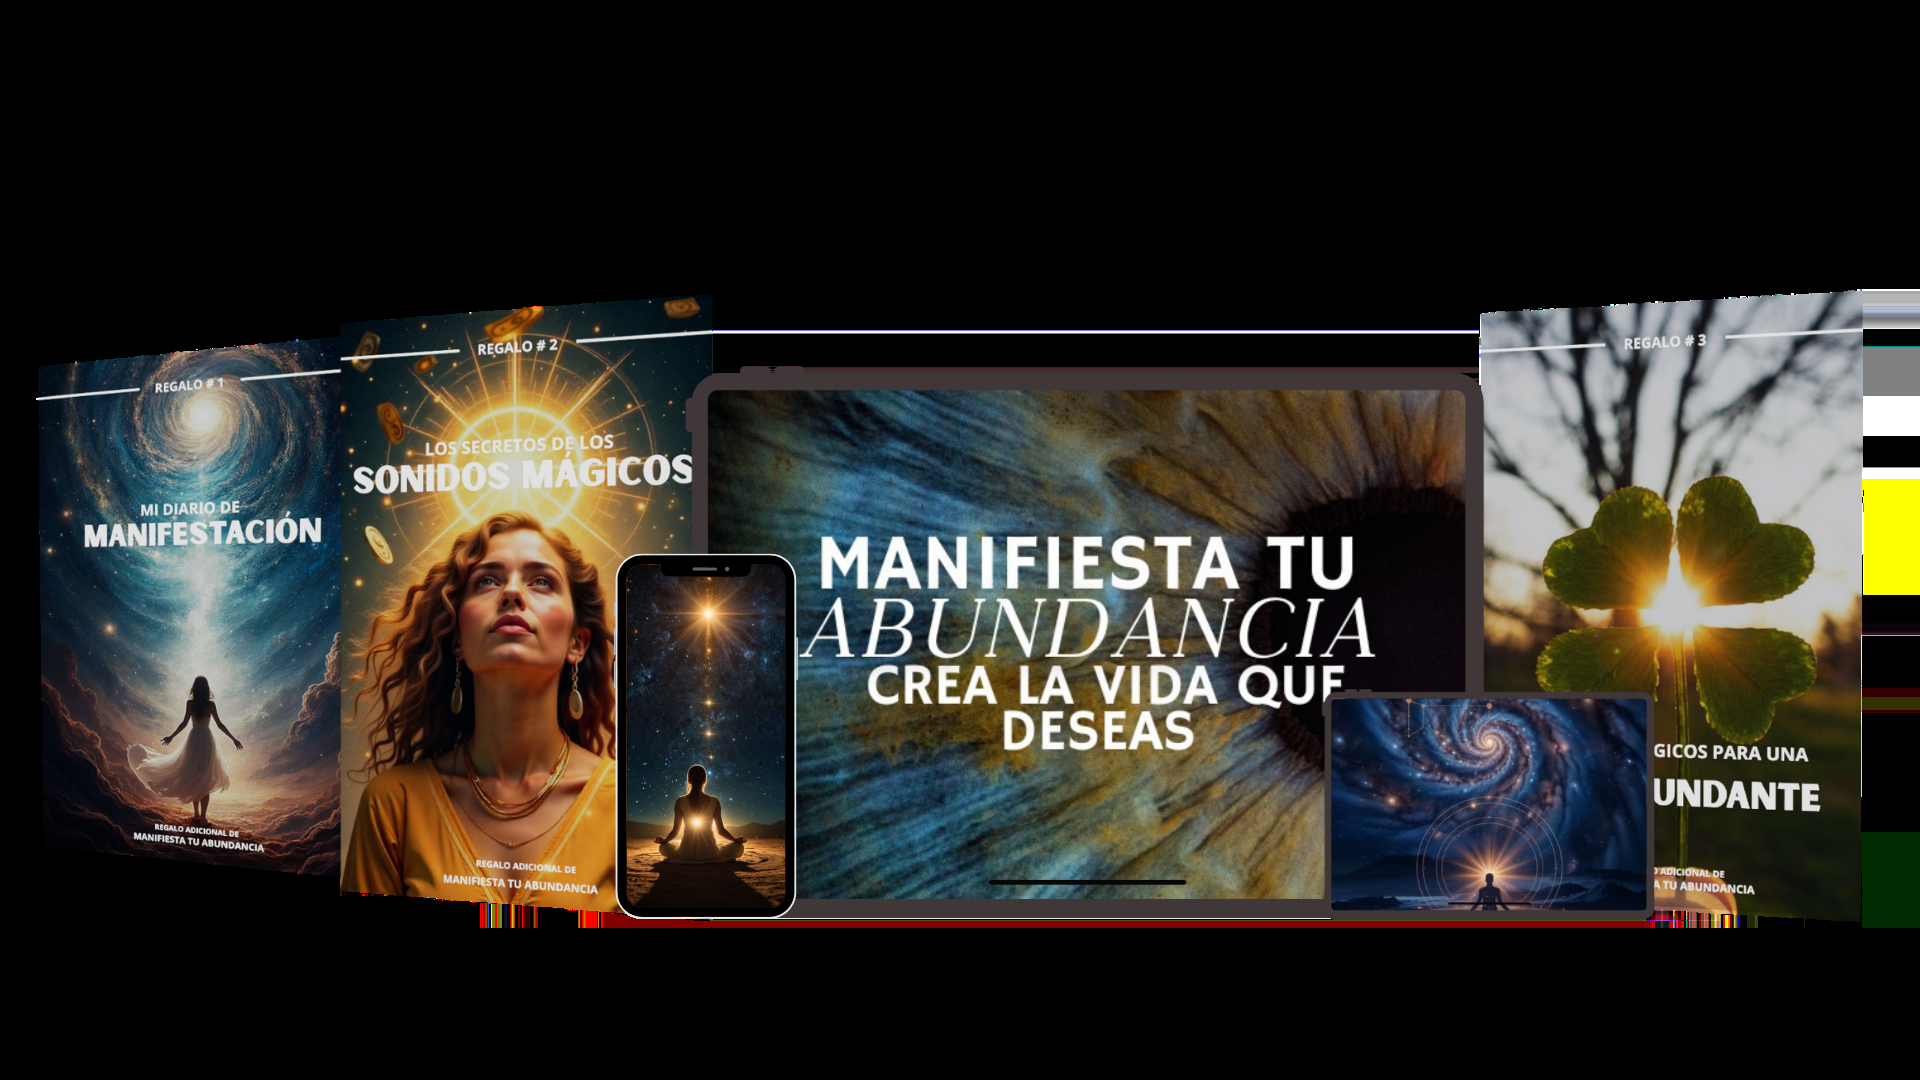 REGALO # 1
MI DIARIO DE
MANIFESTACIÓN
REGALO ADICIONAL DE
MANIFIESTA TU ABUNDANCIA
REGALO # 2
LOS SECRETOS DE LOS
SONIDOS MÁGICOS
REGALO ADICIONAL DE
MANIFIESTA TU ABUNDANCIA
MANIFIESTA TU
ABUNDANCIA
CREA LA VIDA QUE
DESEAS
REGALO # 3
GICOS PARA UNA
UNDANTE
ADICIONAL DE
A TU ABUNDANCIA